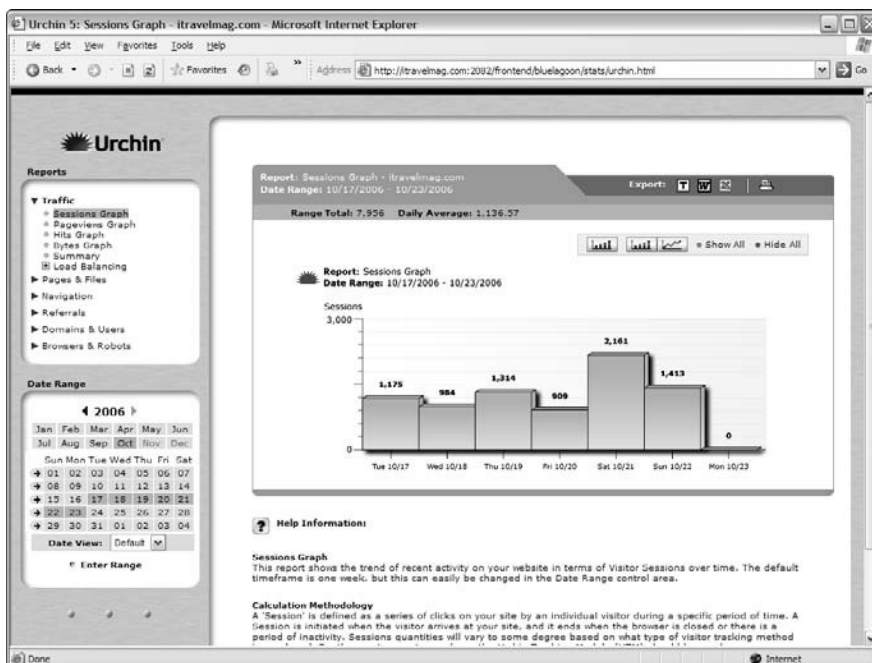 Urchin 5: Sessions Graph - itravelmag.com - Microsoft Internet Explorer
File Edit View Favorites Tools Help
Back Favorites » Address http://itravelmag.com:2082/frontend/bluelagoon/stats/urchin.html Go
Urchin
Reports
Traffic
Sessions Graph
Pageviews Graph
Hits Graph
Bytes Graph
Summary
Load Balancing
Pages & Files
Navigation
Referrals
Domains & Users
Browsers & Robots
Date Range
2006
Jan Feb Mar Apr May Jun
Jul Aug Sep Oct Nov Dec
Sun Mon Tue Wed Thu Fri Sat
01 02 03 04 05 06 07
08 09 10 11 12 13 14
15 16 17 18 19 20 21
22 23 24 25 26 27 28
29 30 31 01 02 03 04
Date View: Default
Enter Range
Report: Sessions Graph - itravelmag.com
Date Range: 10/17/2006 - 10/23/2006
Export: T W
Range Total: 7,956 Daily Average: 1,136.57
Show All Hide All
Report: Sessions Graph
Date Range: 10/17/2006 - 10/23/2006
Sessions
3,000
0
1,175
984
1,314
909
2,161
1,413
0
Tue 10/17 Wed 10/18 Thu 10/19 Fri 10/20 Sat 10/21 Sun 10/22 Mon 10/23
? Help Information:
Sessions Graph
This report shows the trend of recent activity on your website in terms of Visitor Sessions over time. The default
timeframe is one week, but this can easily be changed in the Date Range control area.
Calculation Methodology
A 'Session' is defined as a series of clicks on your site by an individual visitor during a specific period of time. A
Session is initiated when the visitor arrives at your site, and it ends when the browser is closed or there is a
period of inactivity. Sessions quantities will vary to some degree based on what type of visitor tracking method
Done Internet